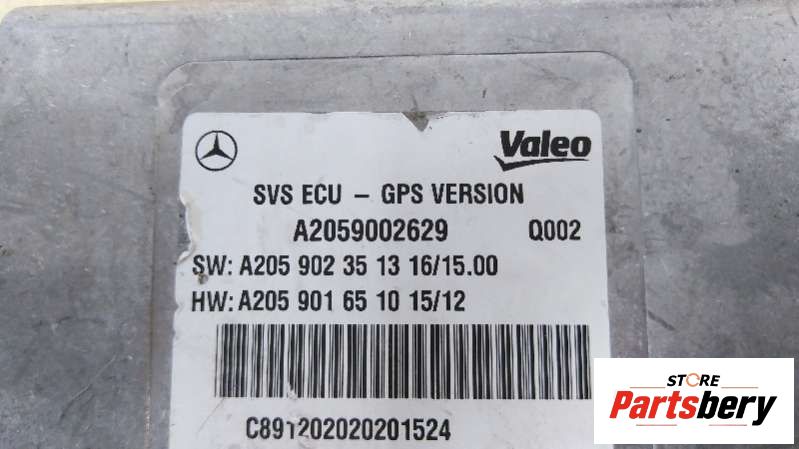 Valeo
SVS ECU – GPS VERSION
A2059002629 Q002
SW: A205 902 35 13 16/15.00
HW: A205 901 65 10 15/12
C891202020201524
STORE
Partsbery